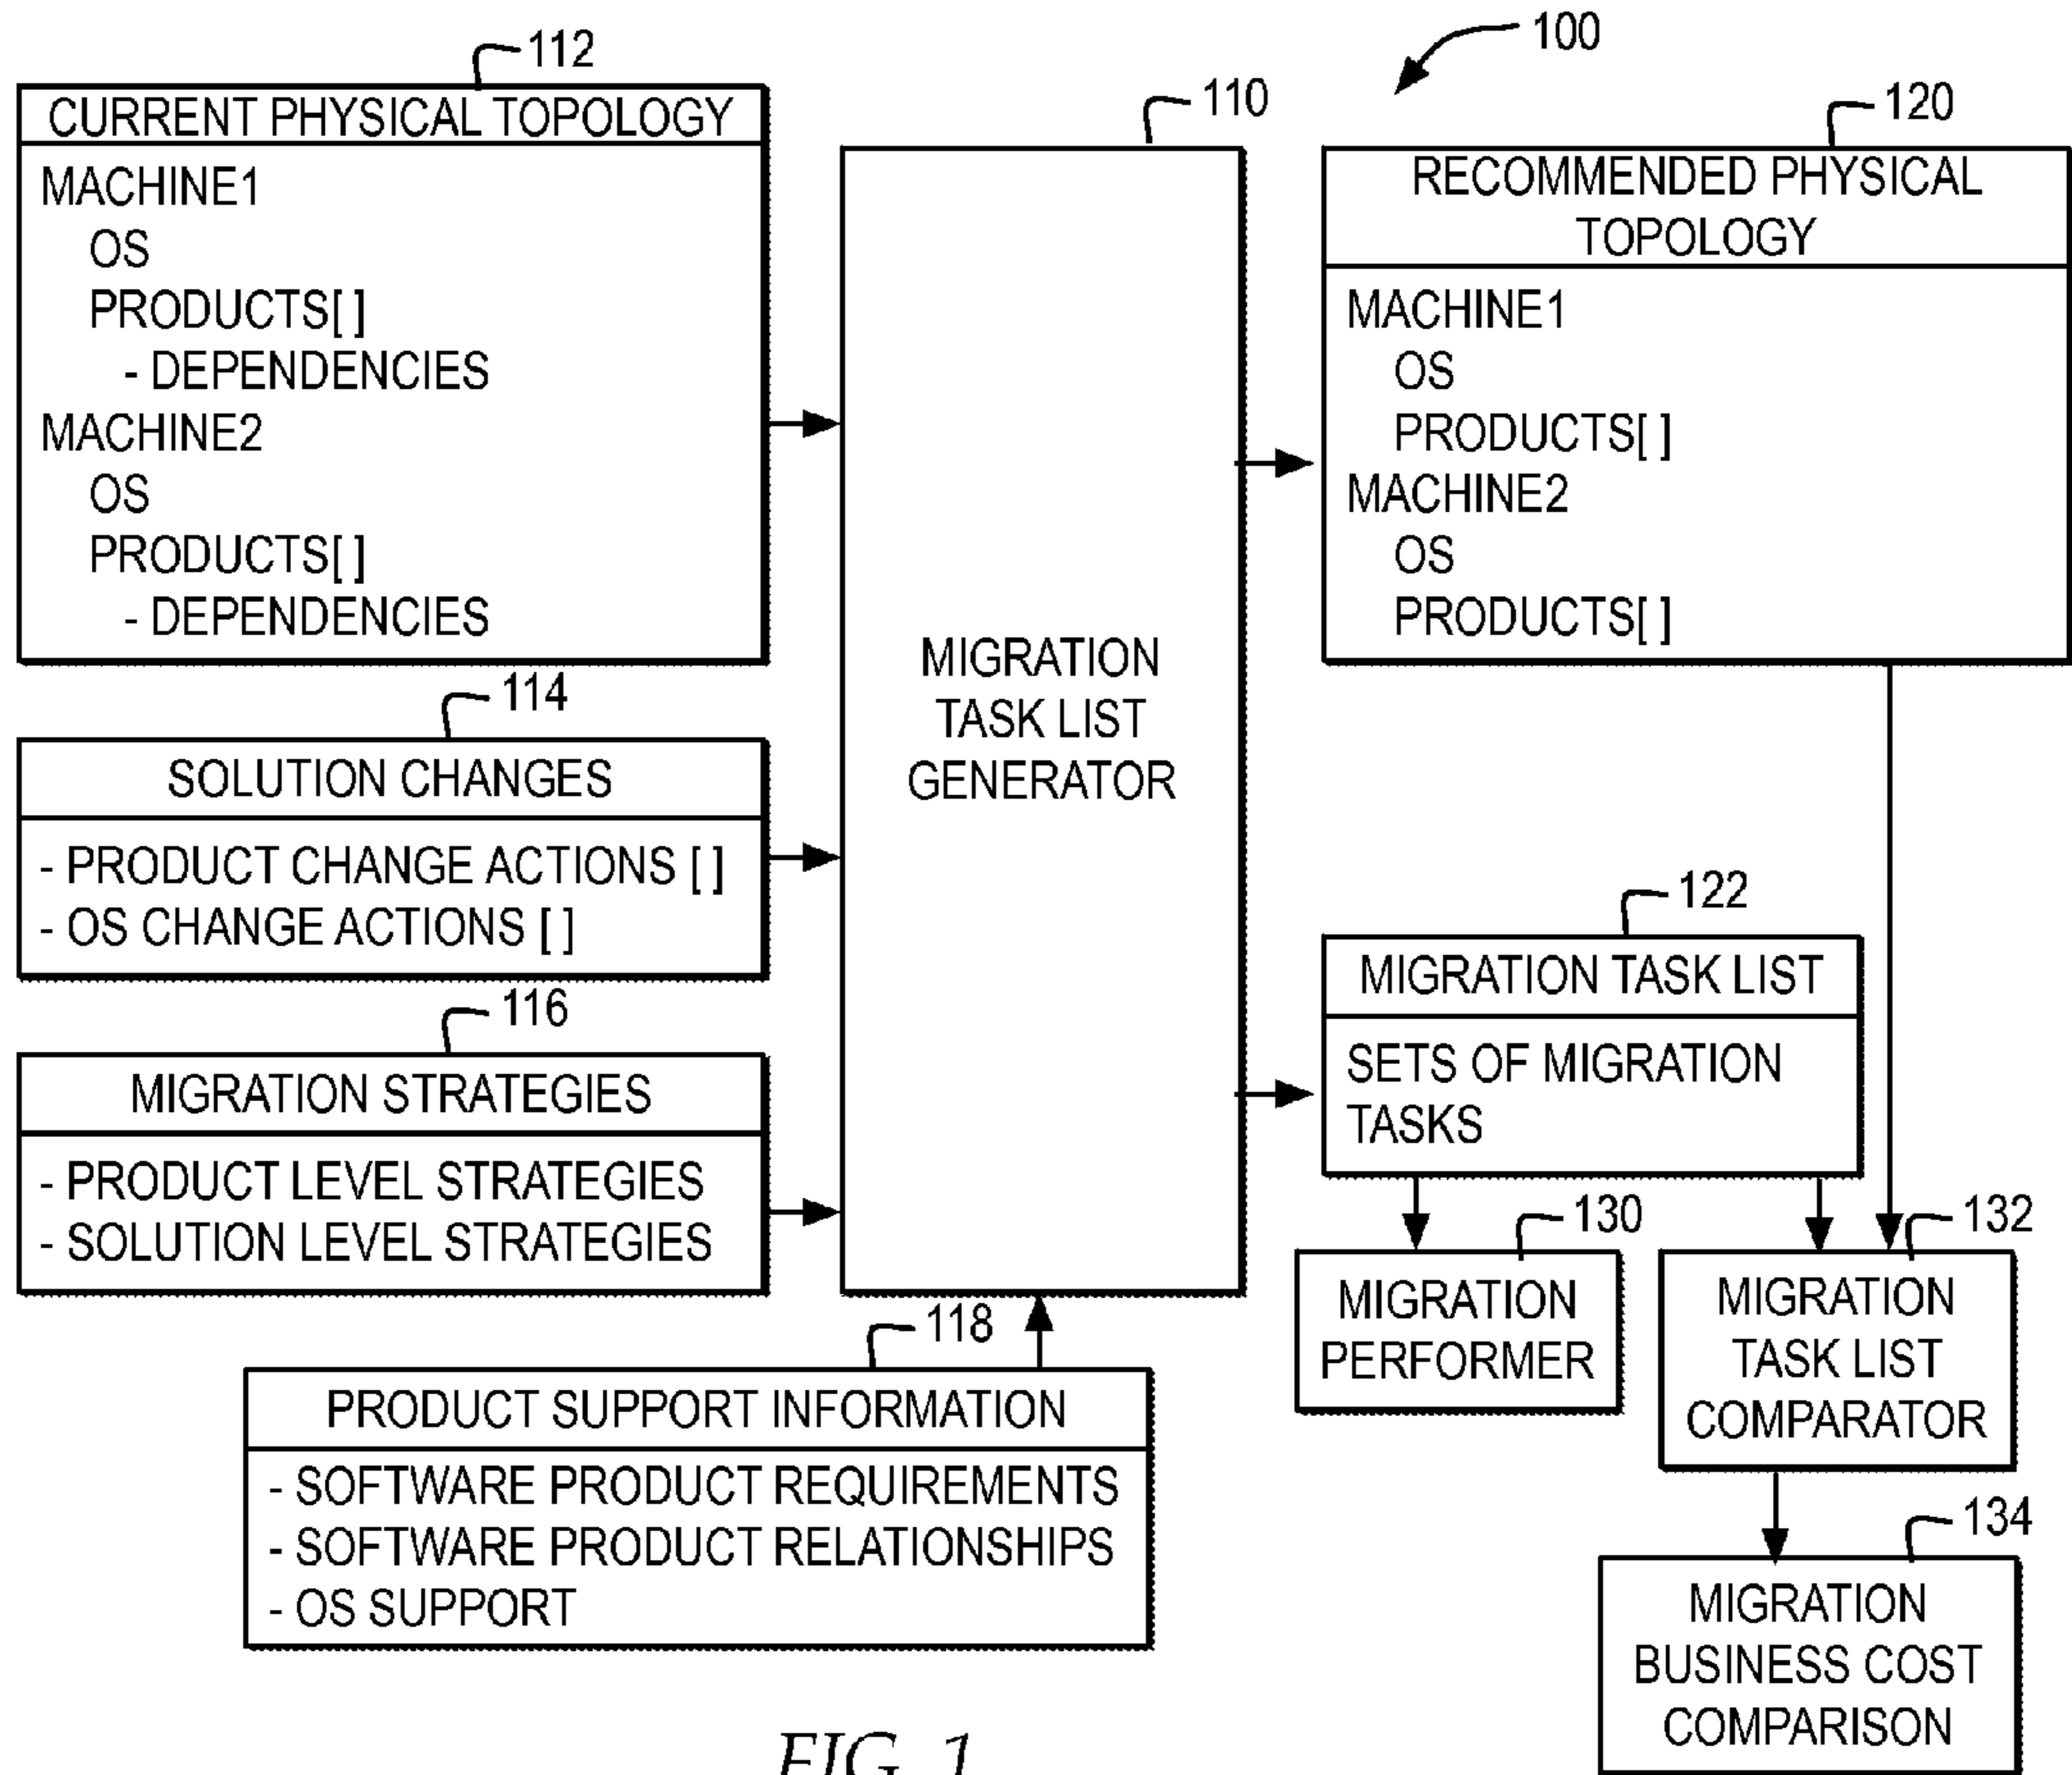 100
112
CURRENT PHYSICAL TOPOLOGY
MACHINE1
OS
PRODUCTS[ ]
- DEPENDENCIES
MACHINE2
OS
PRODUCTS[ ]
- DEPENDENCIES
114
SOLUTION CHANGES
- PRODUCT CHANGE ACTIONS [ ]
- OS CHANGE ACTIONS [ ]
116
MIGRATION STRATEGIES
- PRODUCT LEVEL STRATEGIES
- SOLUTION LEVEL STRATEGIES
118
PRODUCT SUPPORT INFORMATION
- SOFTWARE PRODUCT REQUIREMENTS
- SOFTWARE PRODUCT RELATIONSHIPS
- OS SUPPORT
110
MIGRATION
TASK LIST
GENERATOR
120
RECOMMENDED PHYSICAL
TOPOLOGY
MACHINE1
OS
PRODUCTS[ ]
MACHINE2
OS
PRODUCTS[ ]
122
MIGRATION TASK LIST
SETS OF MIGRATION
TASKS
130
MIGRATION
PERFORMER
132
MIGRATION
TASK LIST
COMPARATOR
134
MIGRATION
BUSINESS COST
COMPARISON
FIG. 1